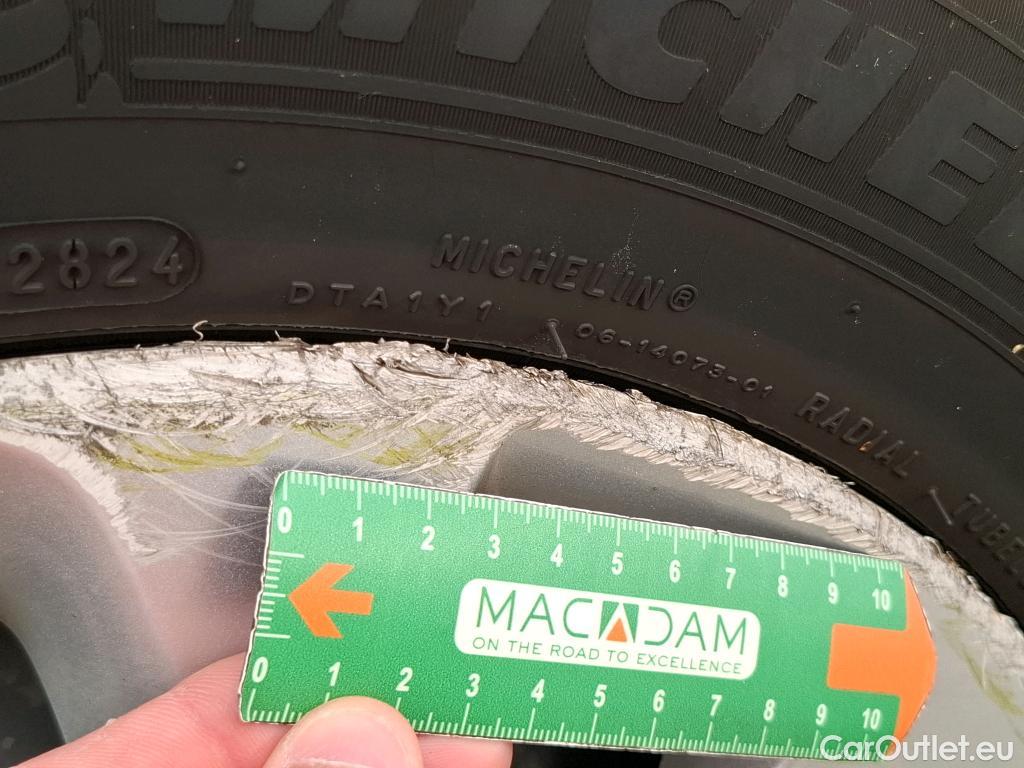 MICHE
2824
MICHELIN®
DTA1Y1
06-14073-01
RADIAL TUBE
0 1 2 3 4 5 6 7 8 9 10
MACADAM
ON THE ROAD TO EXCELLENCE
0 1 2 3 4 5 6 7 8 9 10
CarOutlet.eu